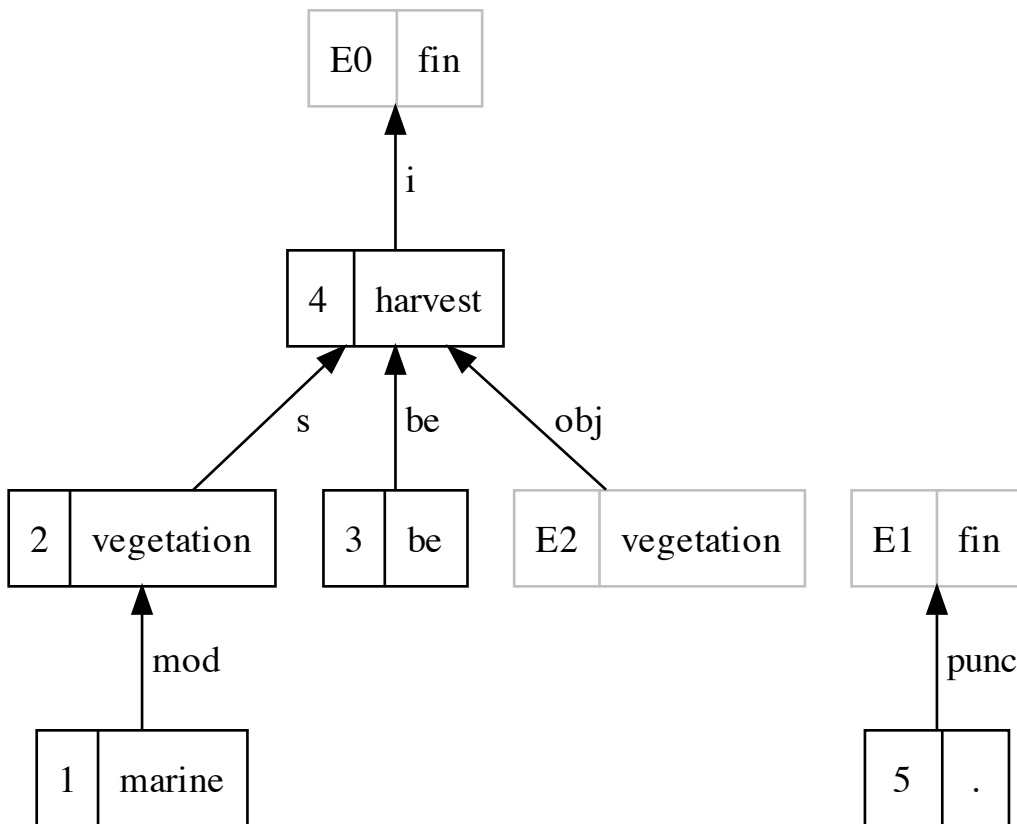 E0 fin
i
4 harvest
s be obj
2 vegetation 3 be E2 vegetation E1 fin
mod punc
1 marine 5 .